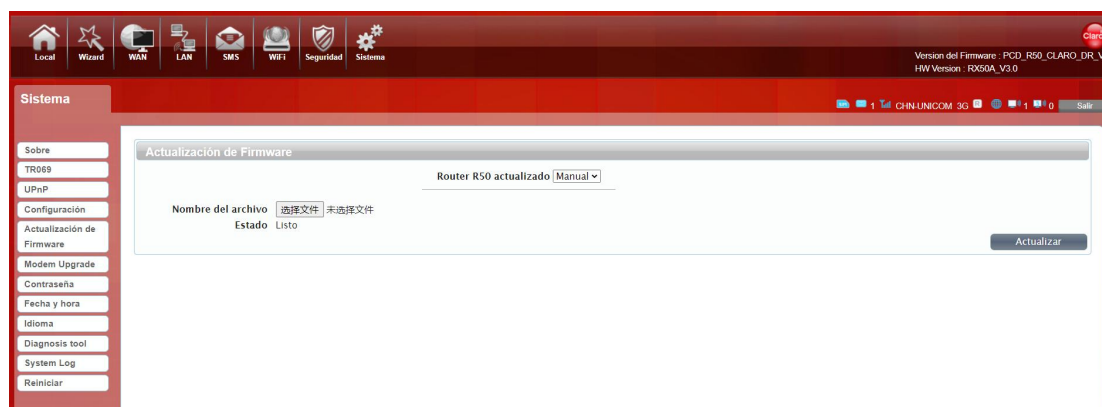 Local Wizard WAN LAN SMS WiFi Seguridad Sistema
Claro
Version del Firmware : PCD_R50_CLARO_DR_V
HW Version : RX50A_V3.0
Sistema
1 CHN-UNICOM 3G R 1 0 Salir
Sobre
TR069
UPnP
Configuración
Actualización de
Firmware
Modem Upgrade
Contraseña
Fecha y hora
Idioma
Diagnosis tool
System Log
Reiniciar
Actualización de Firmware
Router R50 actualizado Manual
Nombre del archivo 选择文件 未选择文件
Estado Listo
Actualizar